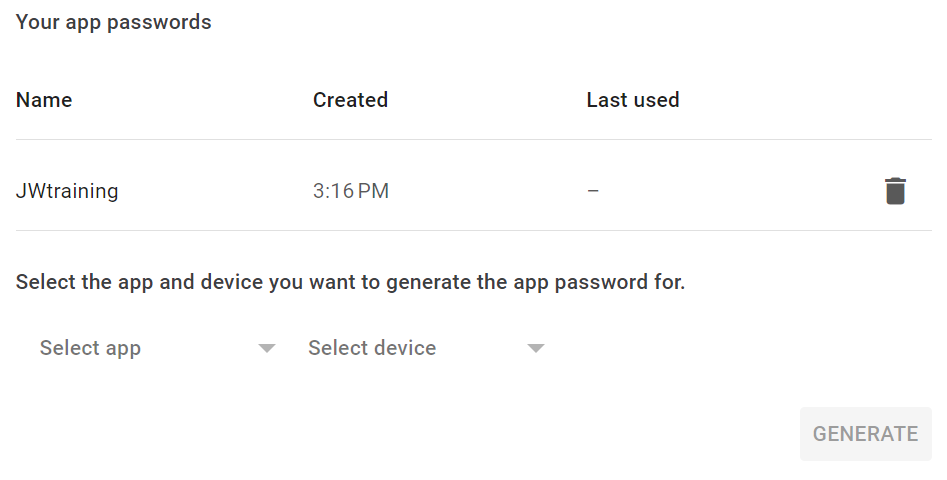 Your app passwords
Name Created Last used
JWtraining 3:16 PM –
Select the app and device you want to generate the app password for.
Select app Select device
GENERATE